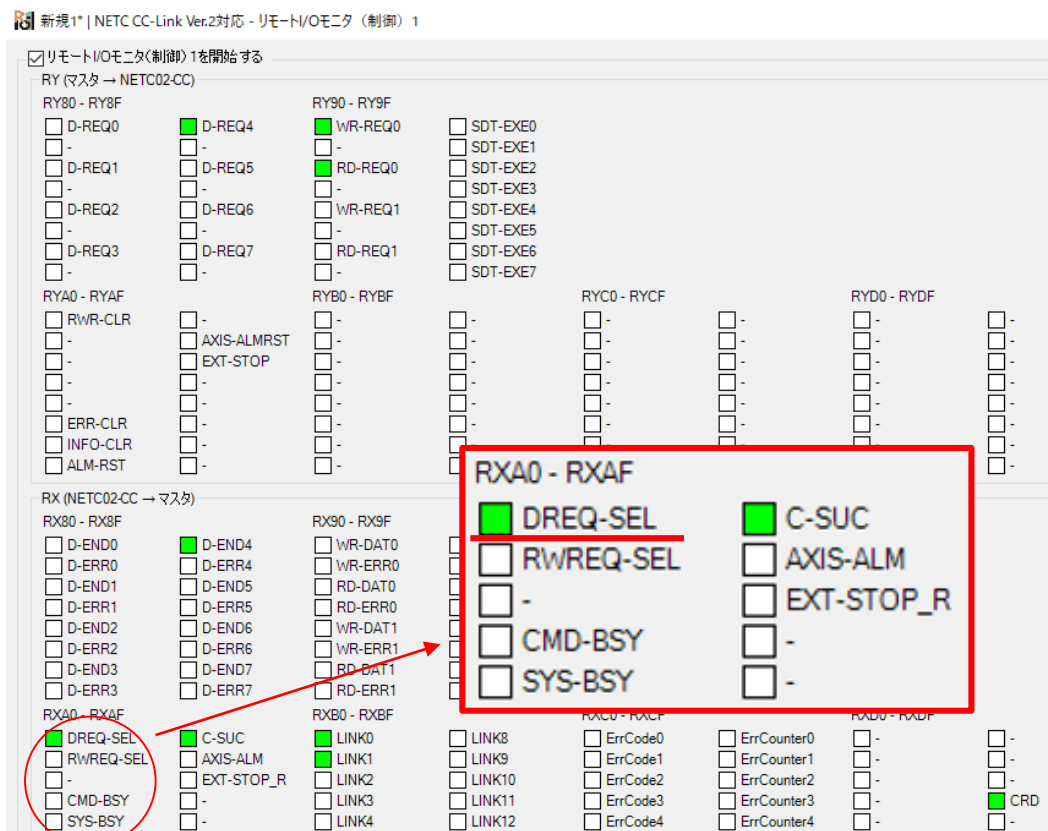 新規1* | NETC CC-Link Ver.2対応 - リモートI/Oモニタ（制御）1
リモートI/Oモニタ(制御) 1を開始する
RY (マスタ → NETC02-CC)
RY80 - RY8F RY90 - RY9F
D-REQ0 D-REQ4 WR-REQ0 SDT-EXE0
- - - SDT-EXE1
D-REQ1 D-REQ5 RD-REQ0 SDT-EXE2
- - - SDT-EXE3
D-REQ2 D-REQ6 WR-REQ1 SDT-EXE4
- - - SDT-EXE5
D-REQ3 D-REQ7 RD-REQ1 SDT-EXE6
- - - SDT-EXE7
RYA0 - RYAF RYB0 - RYBF RYC0 - RYCF RYD0 - RYDF
RWR-CLR - - - - - - -
- AXIS-ALMRST - - - - - -
- EXT-STOP - - - - - -
- - - - - - - -
- - - - - - - -
ERR-CLR - - - - - - -
INFO-CLR - - - - - - -
ALM-RST - - -
RXA0 - RXAF
DREQ-SEL C-SUC
RWREQ-SEL AXIS-ALM
- EXT-STOP_R
CMD-BSY -
SYS-BSY -
RX (NETC02-CC → マスタ)
RX80 - RX8F RX90 - RX9F
D-END0 D-END4 WR-DAT0
D-ERR0 D-ERR4 WR-ERR0
D-END1 D-END5 RD-DAT0
D-ERR1 D-ERR5 RD-ERR0
D-END2 D-END6 WR-DAT1
D-ERR2 D-ERR6 WR-ERR1
D-END3 D-END7 RD-DAT1
D-ERR3 D-ERR7 RD-ERR1
RXA0 - RXAF RXB0 - RXBF RXC0 - RXCF RXD0 - RXDF
DREQ-SEL C-SUC LINK0 LINK8 ErrCode0 ErrCounter0 - -
RWREQ-SEL AXIS-ALM LINK1 LINK9 ErrCode1 ErrCounter1 - -
- EXT-STOP_R LINK2 LINK10 ErrCode2 ErrCounter2 - -
CMD-BSY - LINK3 LINK11 ErrCode3 ErrCounter3 - CRD
SYS-BSY - LINK4 LINK12 ErrCode4 ErrCounter4 - -